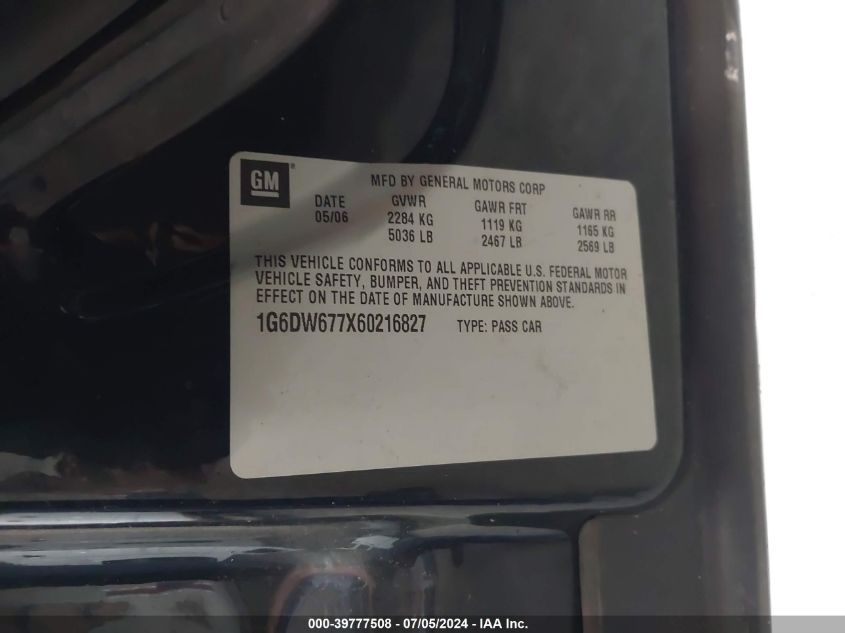 GM ®
MFD BY GENERAL MOTORS CORP
DATE GVWR GAWR FRT GAWR RR
05/06 2284 KG 1119 KG 1165 KG
5036 LB 2467 LB 2569 LB
THIS VEHICLE CONFORMS TO ALL APPLICABLE U.S. FEDERAL MOTOR
VEHICLE SAFETY, BUMPER, AND THEFT PREVENTION STANDARDS IN
EFFECT ON THE DATE OF MANUFACTURE SHOWN ABOVE.
1G6DW677X60216827 TYPE: PASS CAR
000-39777508 - 07/05/2024 - IAA Inc.